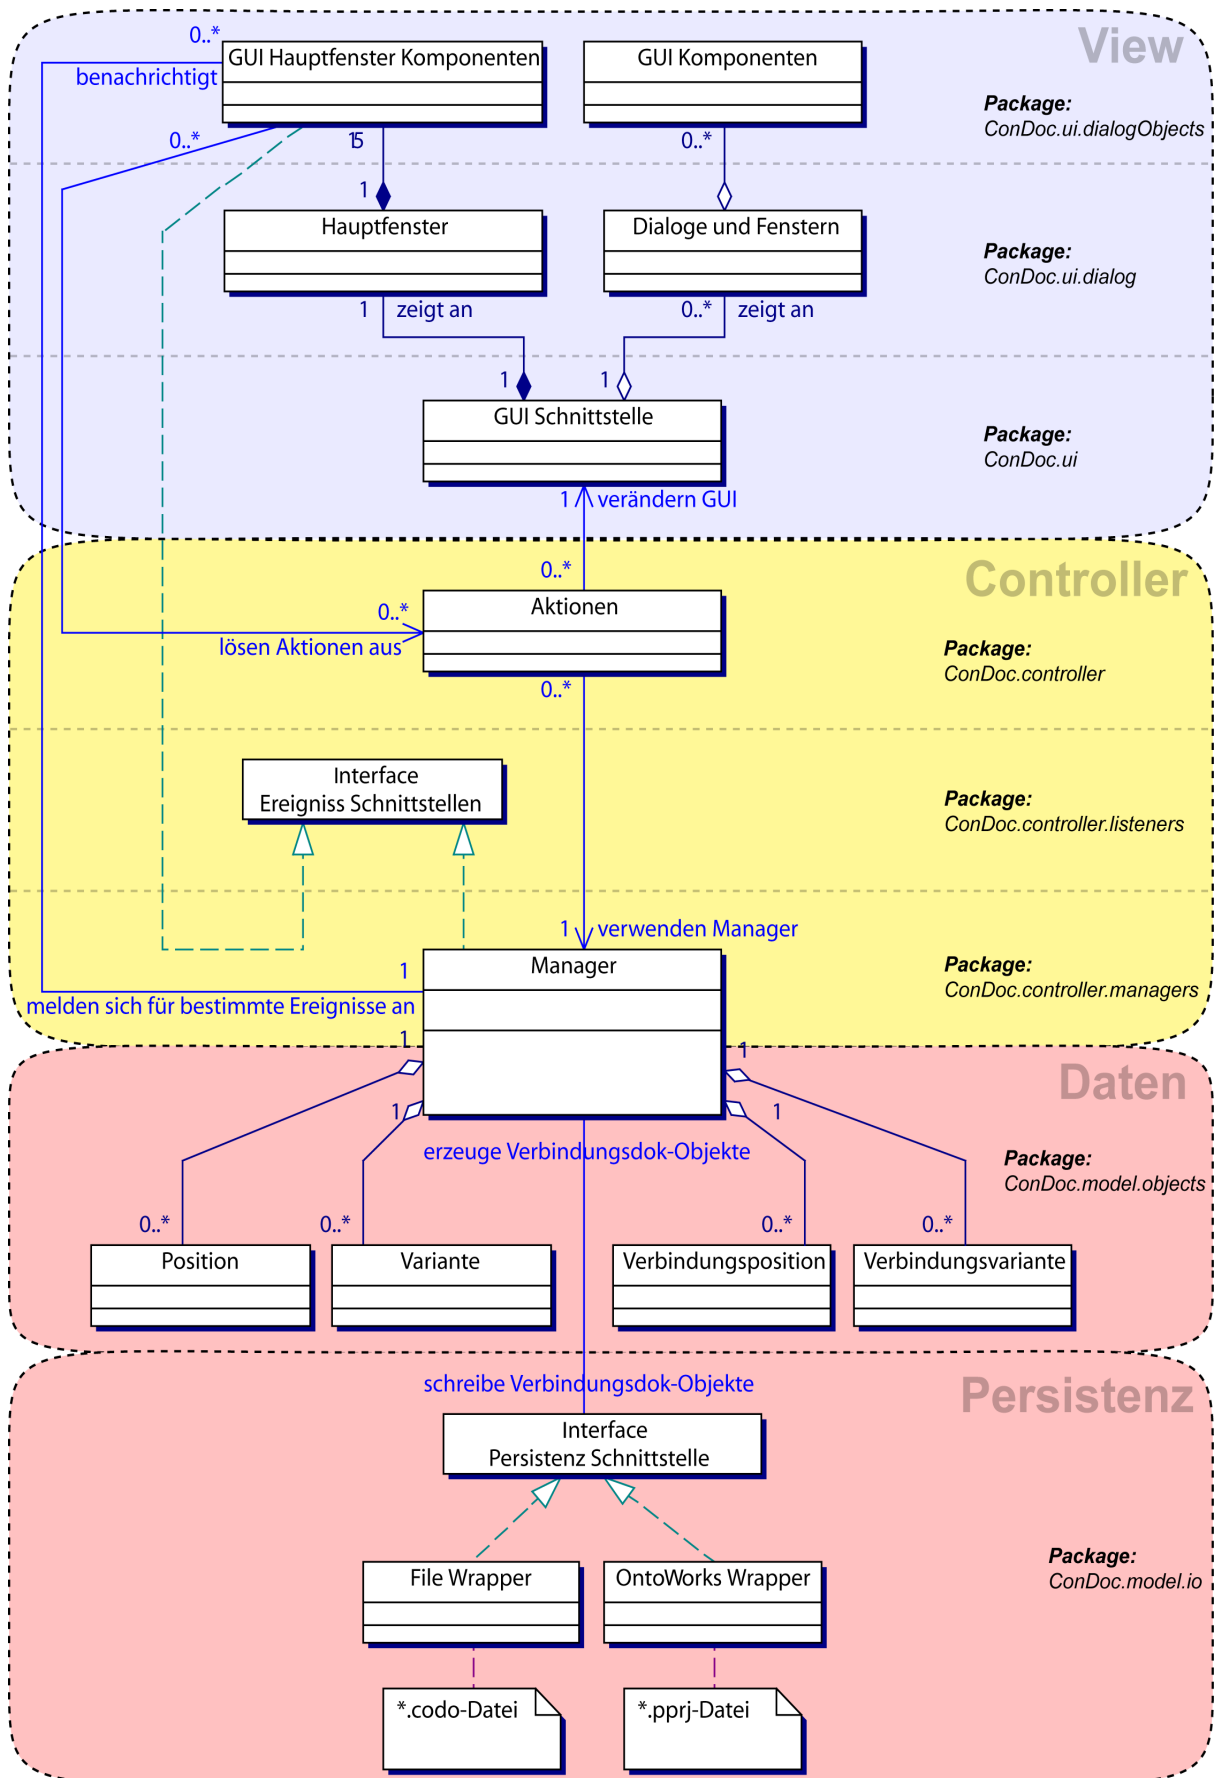 View
0..*
GUI Hauptfenster Komponenten
GUI Komponenten
benachrichtigt
Package:
ConDoc.ui.dialogObjects
0..*
15
0..*
1
Hauptfenster
Dialoge und Fenstern
Package:
ConDoc.ui.dialog
1 zeigt an
0..* zeigt an
1
1
GUI Schnittstelle
Package:
ConDoc.ui
1 verändern GUI
Controller
0..*
0..*
Aktionen
lösen Aktionen aus
Package:
ConDoc.controller
0..*
Interface
Ereigniss Schnittstellen
Package:
ConDoc.controller.listeners
1 verwenden Manager
1
Manager
Package:
ConDoc.controller.managers
melden sich für bestimmte Ereignisse an
1
1
Daten
1
1
erzeuge Verbindungsdok-Objekte
Package:
ConDoc.model.objects
0..*
0..*
0..*
0..*
Position
Variante
Verbindungsposition
Verbindungsvariante
schreibe Verbindungsdok-Objekte
Persistenz
Interface
Persistenz Schnittstelle
Package:
ConDoc.model.io
File Wrapper
OntoWorks Wrapper
*.codo-Datei
*.pprj-Datei